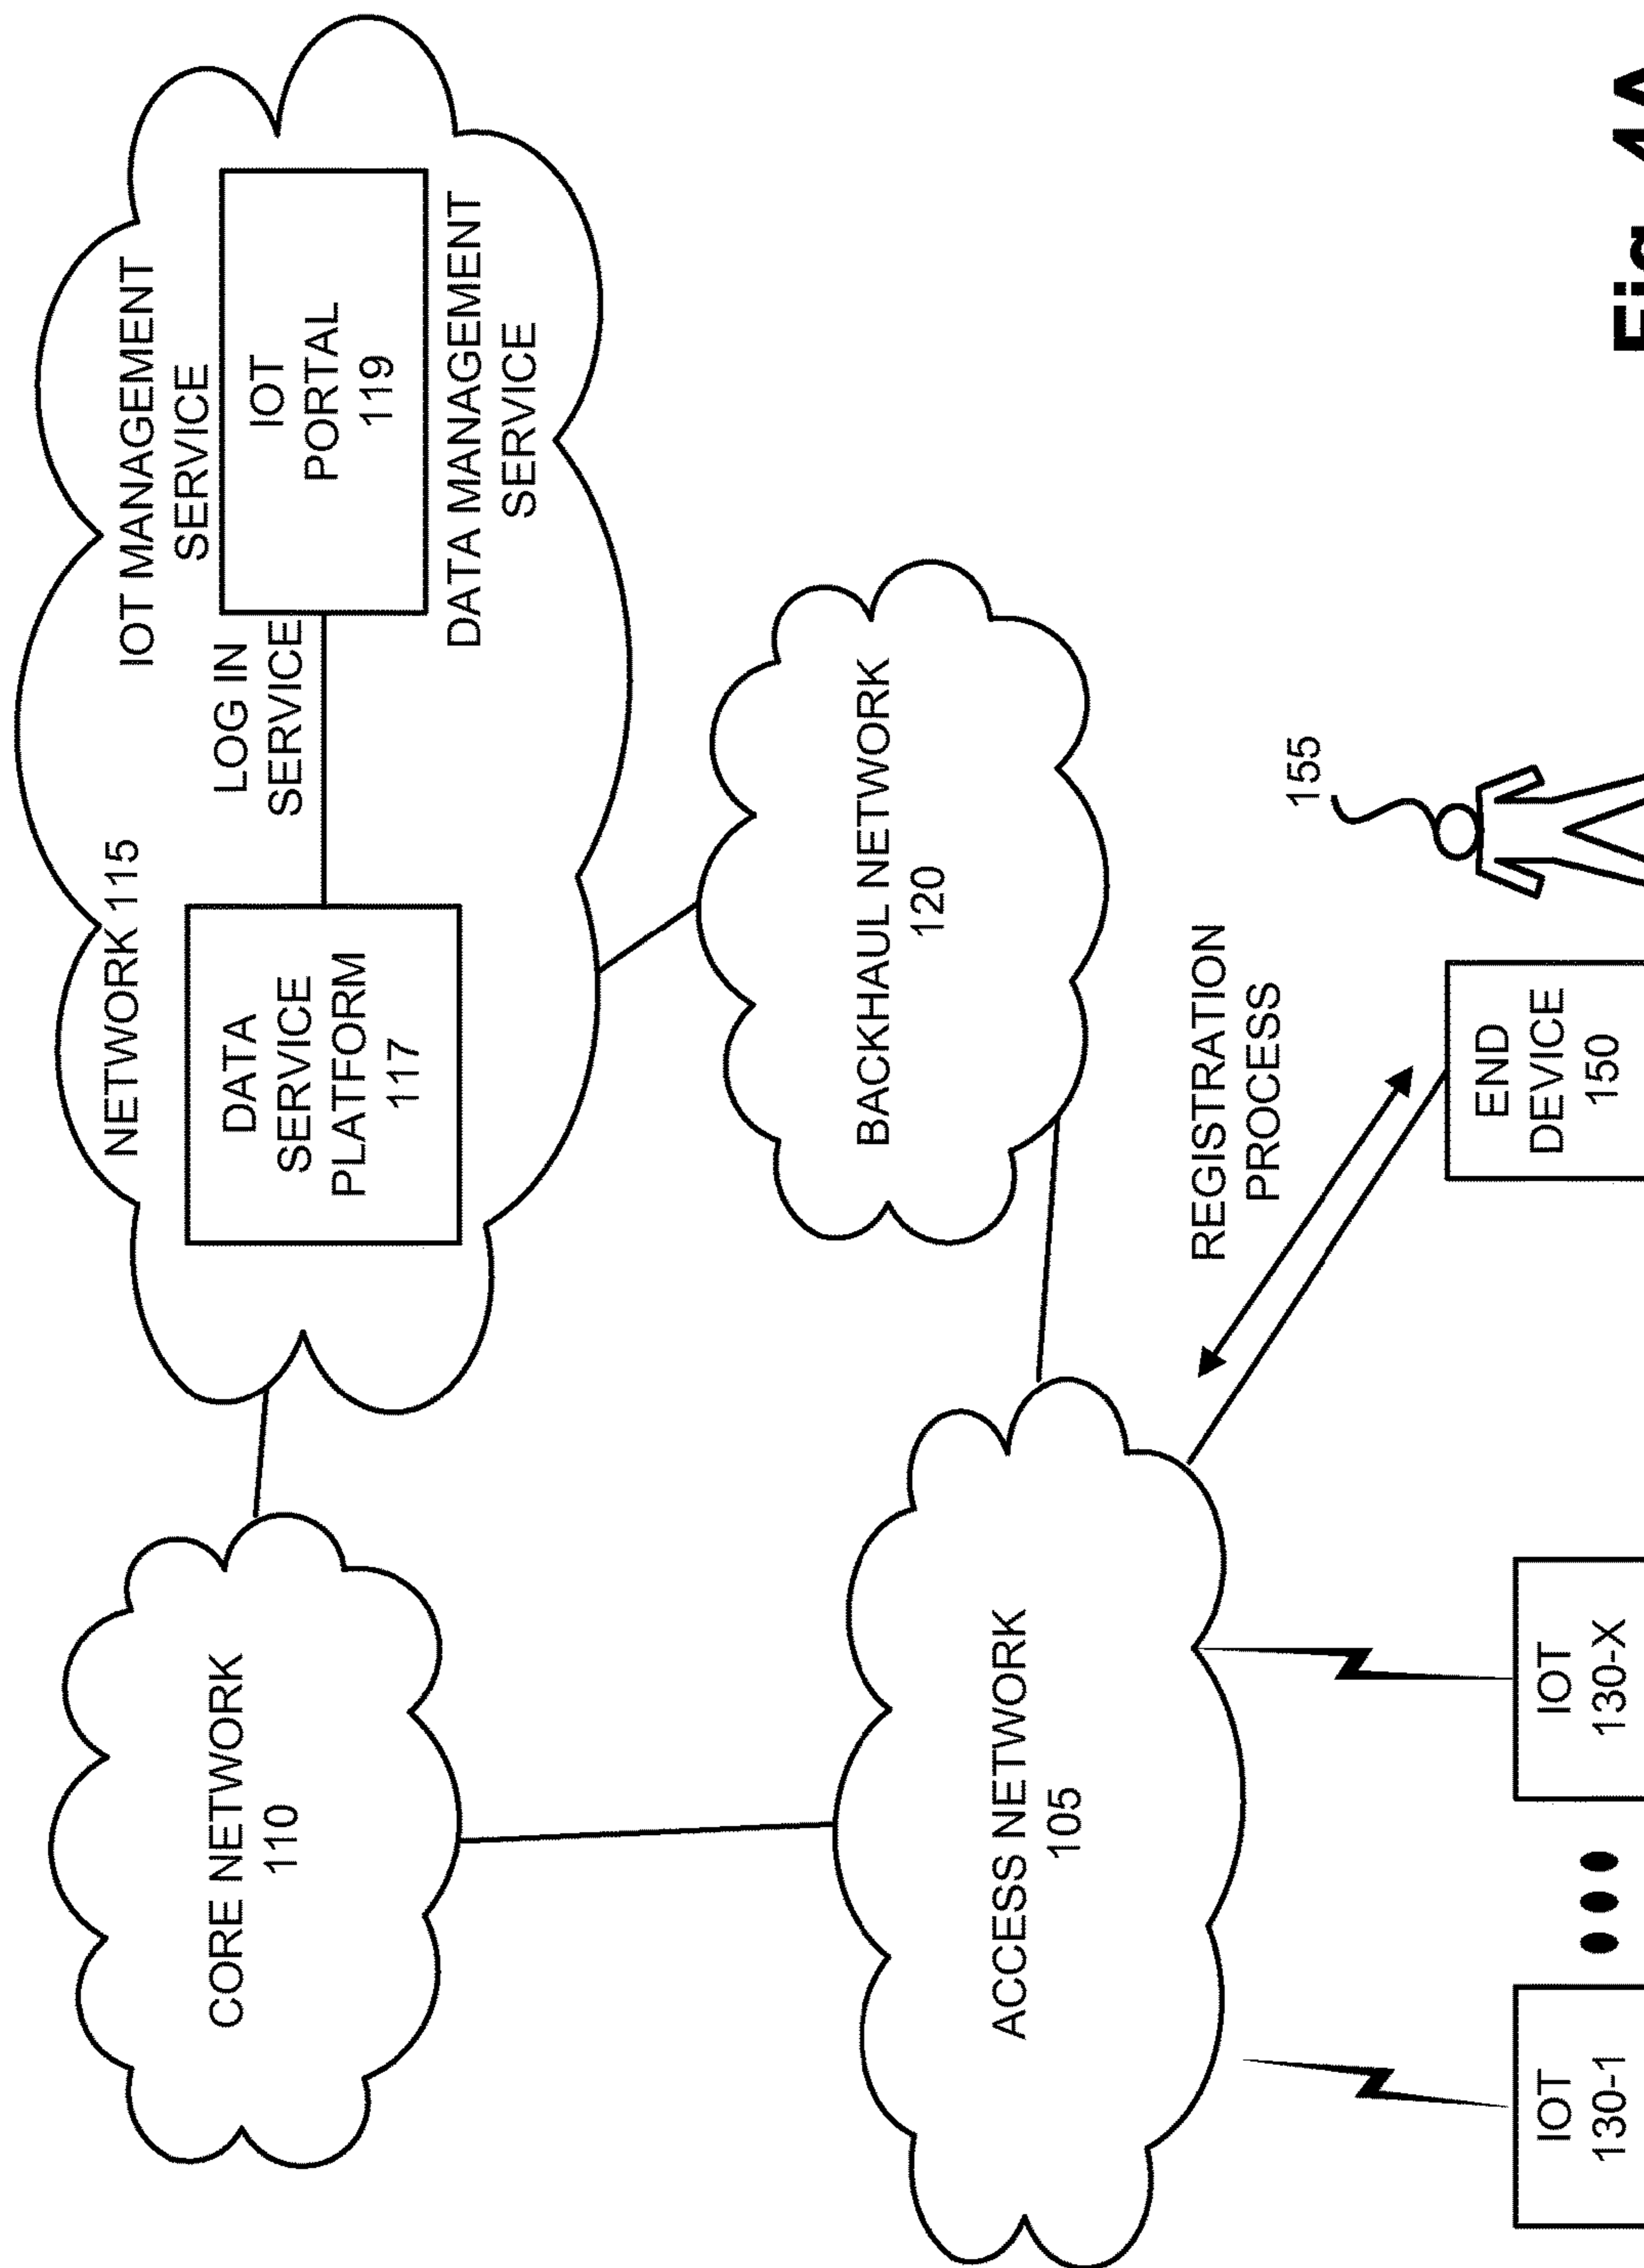 NETWORK 115
IOT MANAGEMENT
SERVICE
LOG IN
SERVICE
DATA
SERVICE
PLATFORM
117
IOT
PORTAL
119
DATA MANAGEMENT
SERVICE
CORE NETWORK
110
BACKHAUL NETWORK
120
ACCESS NETWORK
105
REGISTRATION
PROCESS
155
END
DEVICE
150
IOT
130-1
IOT
130-X
Fig. 4A